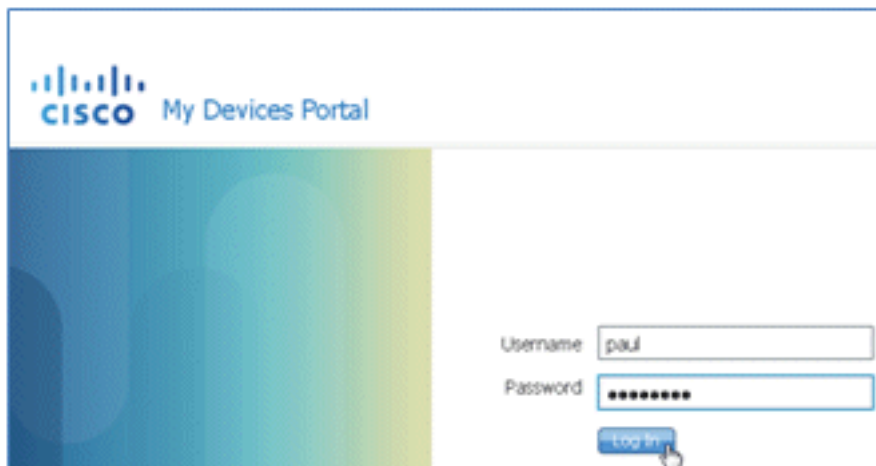 CISCO My Devices Portal
Username paul
Password ••••••••
Log In